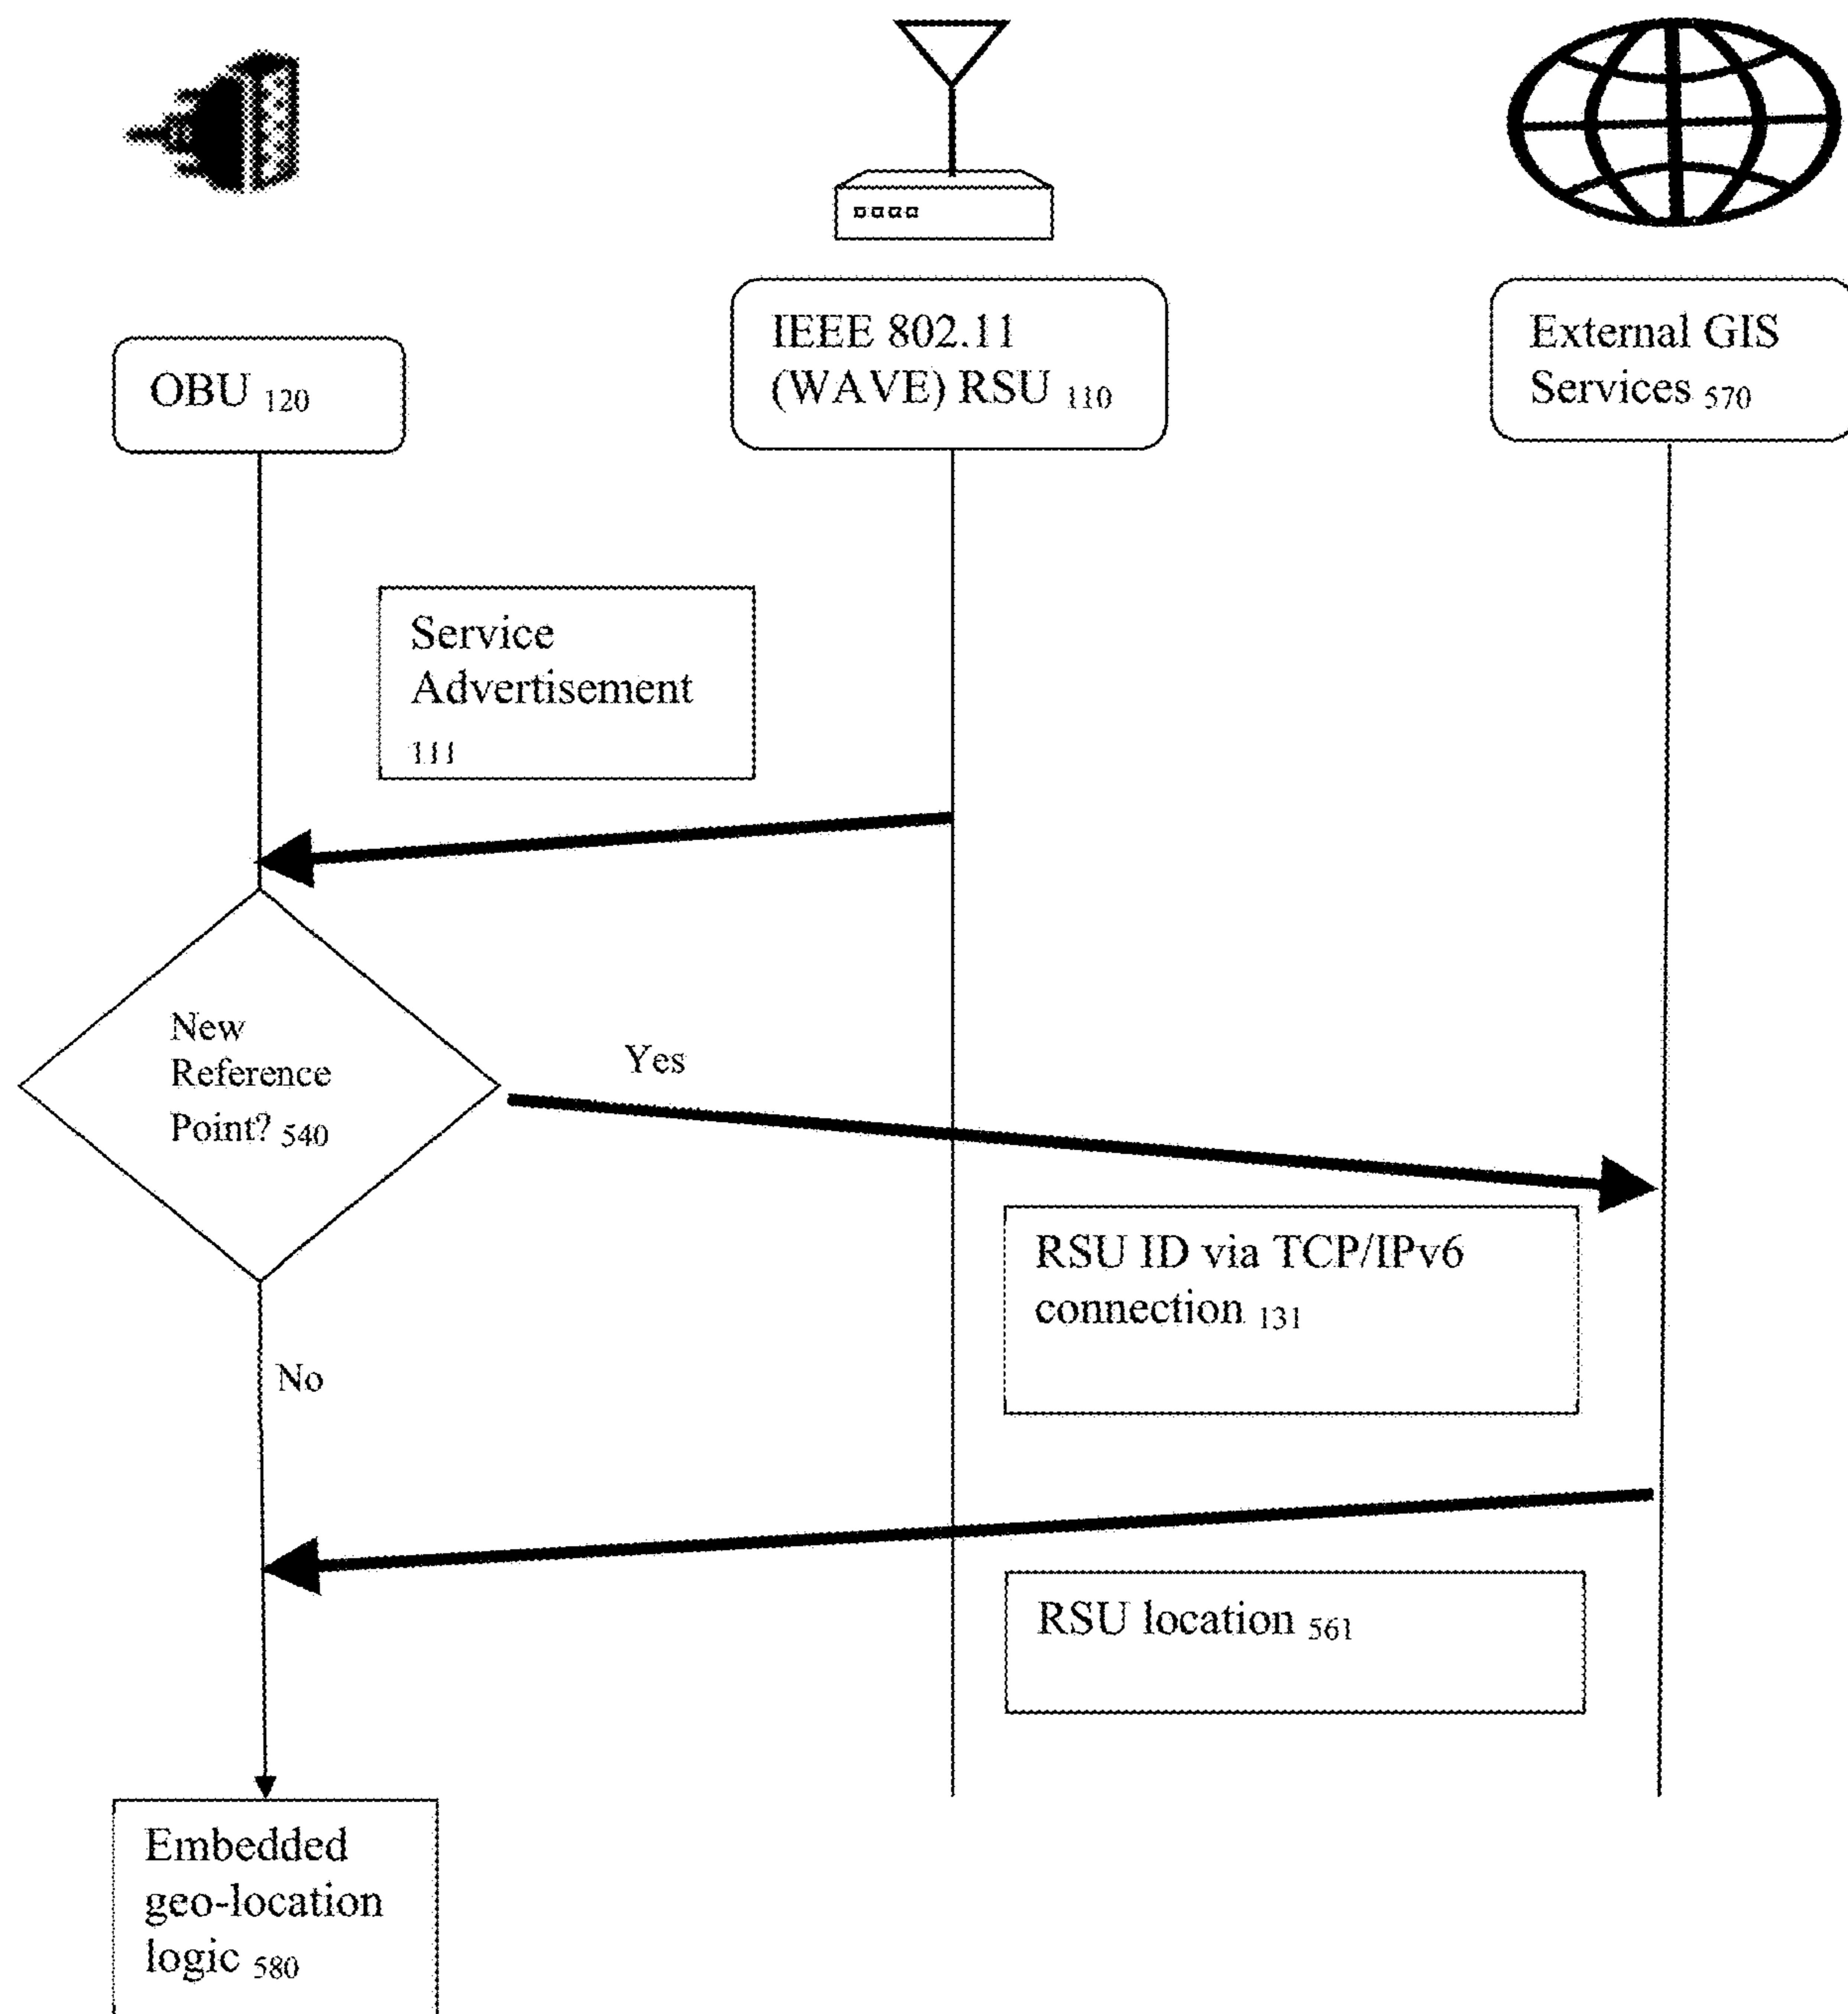 OBU 120
IEEE 802.11
(WAVE) RSU 110
External GIS
Services 570
Service
Advertisement
111
New
Reference
Point? 540
Yes
RSU ID via TCP/IPv6
connection 131
No
RSU location 561
Embedded
geo-location
logic 580